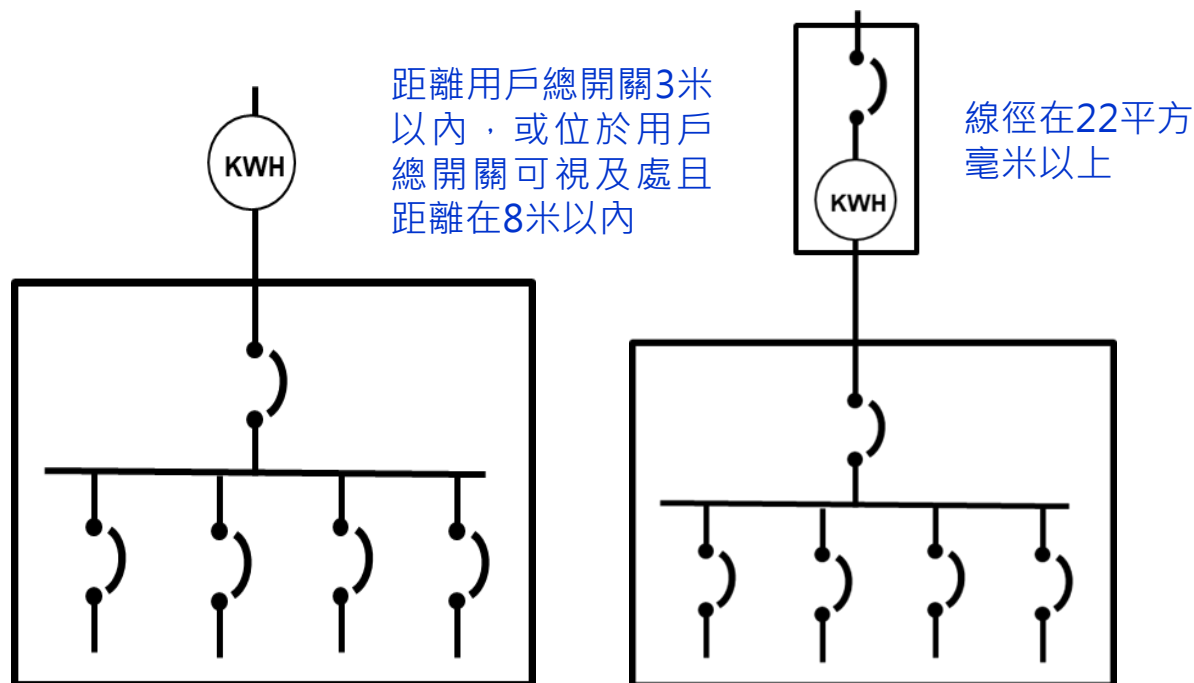 距離用戶總開關3米
以內，或位於用戶
總開關可視及處且
距離在8米以內
KWH
線徑在22平方
毫米以上
KWH